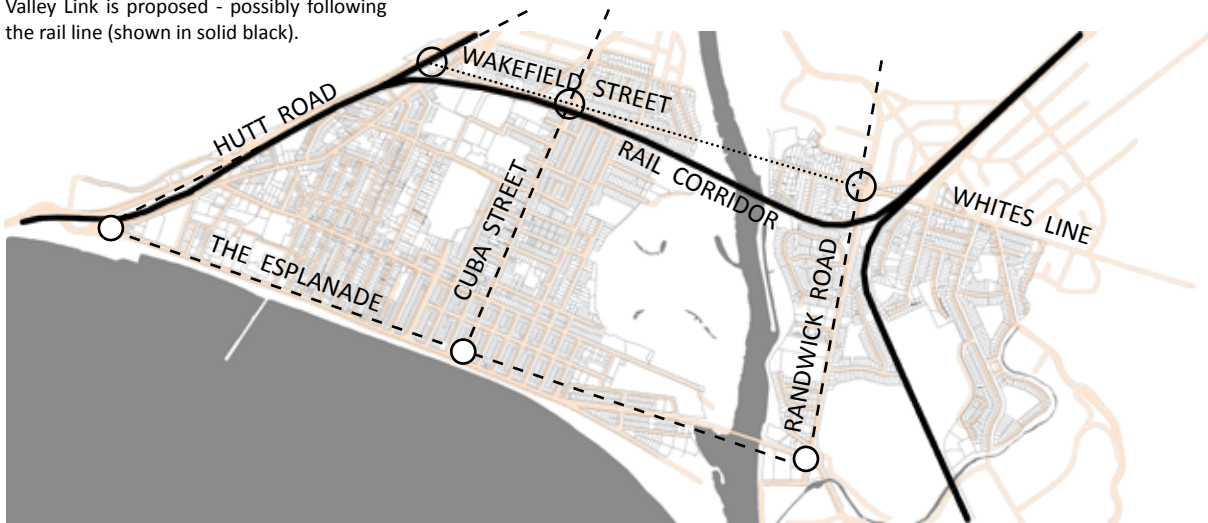 Valley Link is proposed - possibly following
the rail line (shown in solid black).
WAKEFIELD STREET
HUTT ROAD
RAIL CORRIDOR
CUBA STREET
WHITES LINE
THE ESPLANADE
RANDWICK ROAD